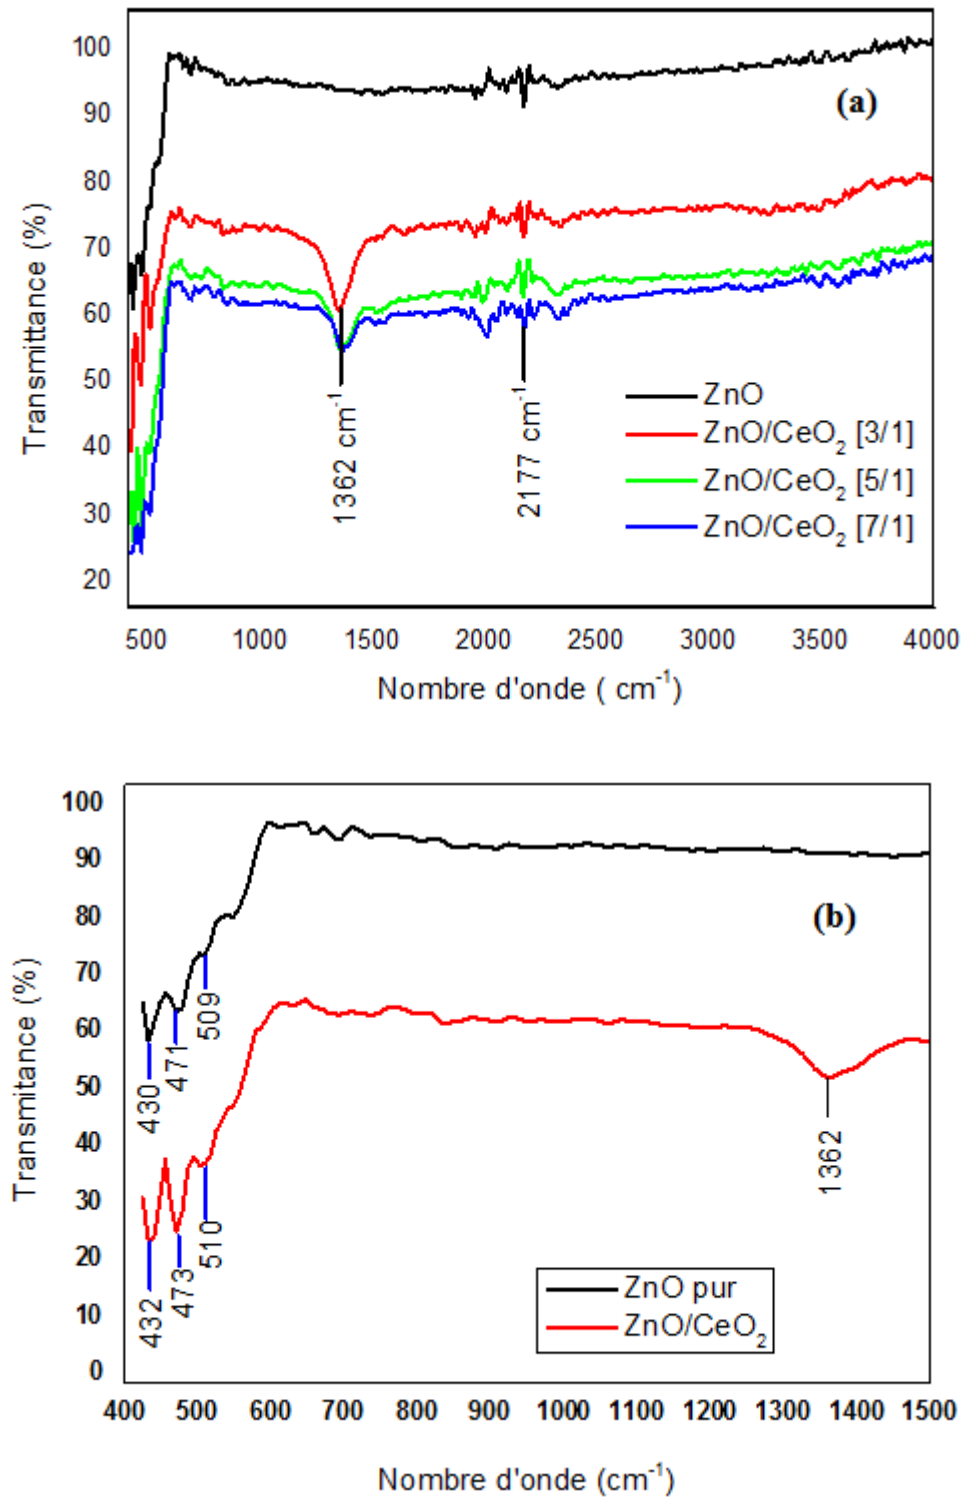 100
90
80
70
60
50
40
30
20
Transmittance (%)
(a)
1362 cm⁻¹
2177 cm⁻¹
ZnO
ZnO/CeO₂ [3/1]
ZnO/CeO₂ [5/1]
ZnO/CeO₂ [7/1]
500 1000 1500 2000 2500 3000 3500 4000
Nombre d'onde ( cm⁻¹)
100
90
80
70
60
50
40
30
20
10
0
Transmitance (%)
(b)
430
471
509
432
473
510
1362
ZnO pur
ZnO/CeO₂
400 500 600 700 800 900 1000 1100 1200 1300 1400 1500
Nombre d'onde (cm⁻¹)